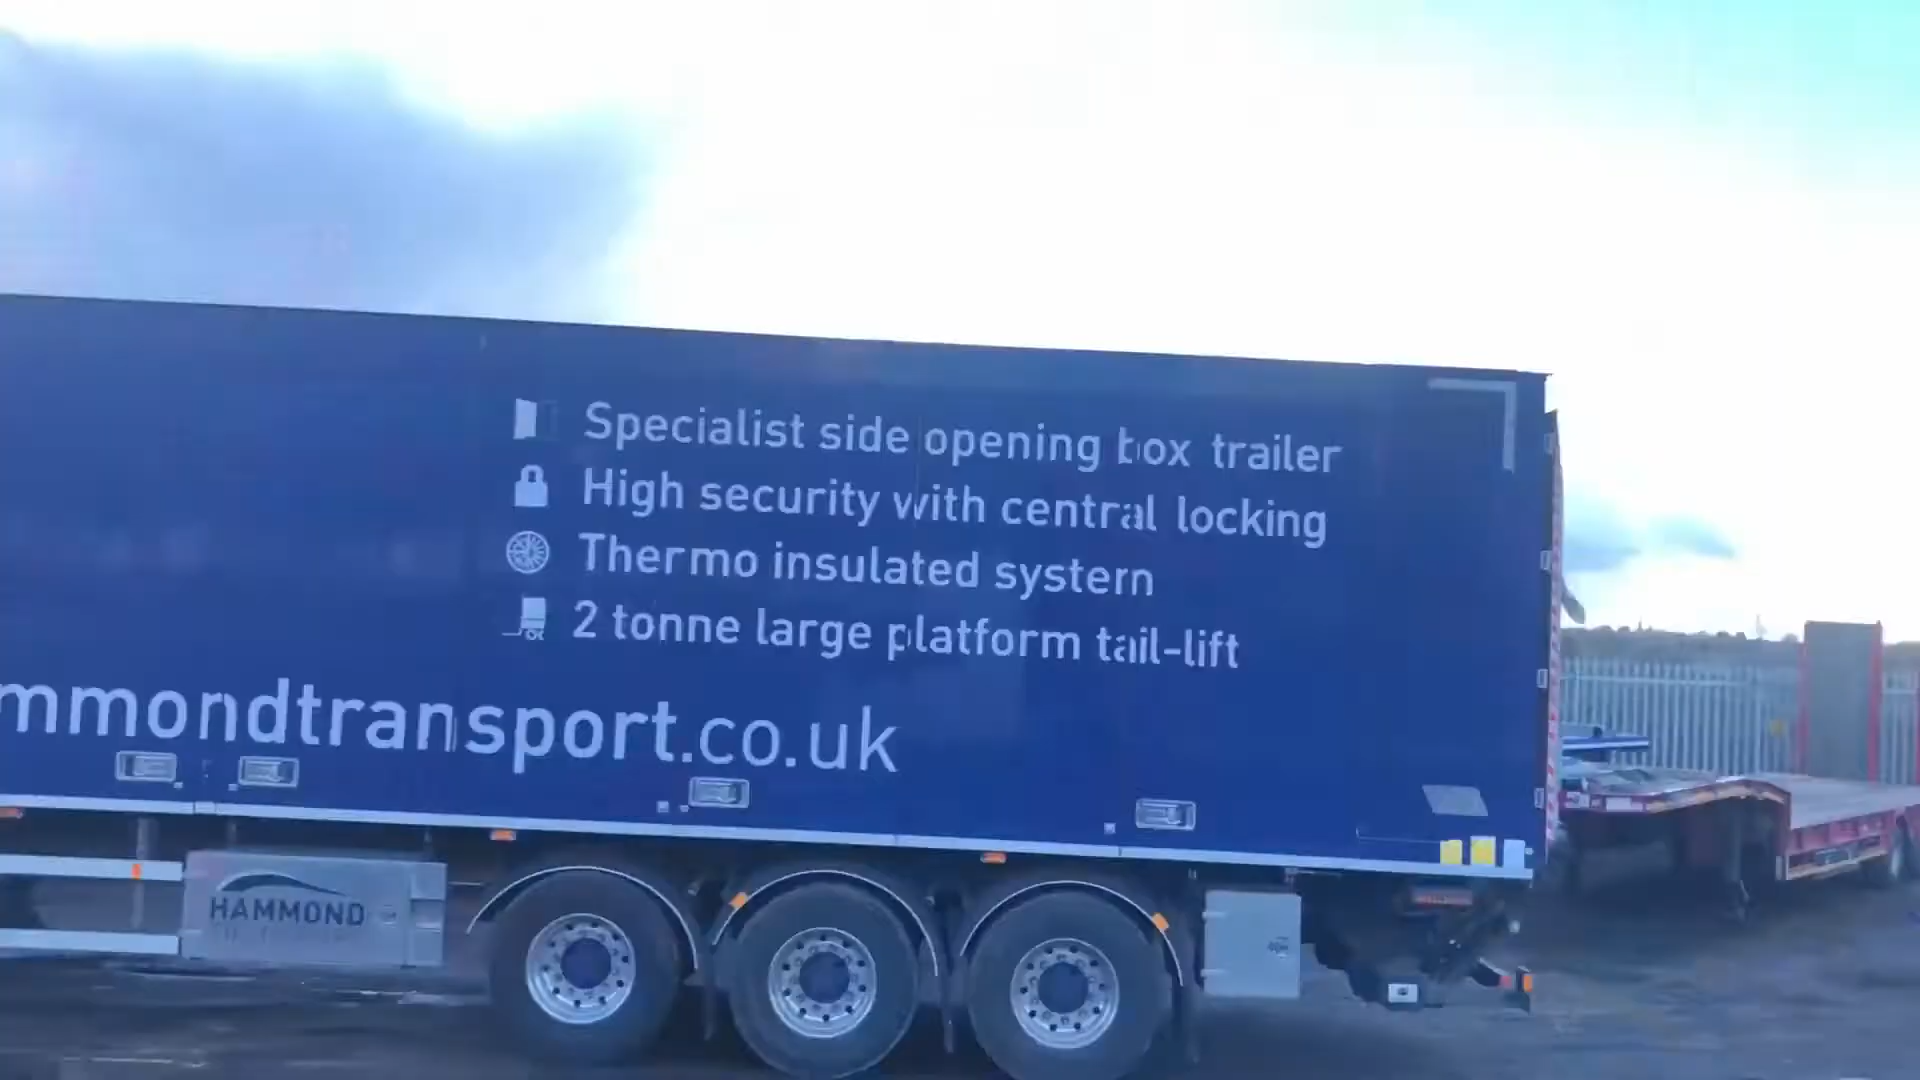 Specialist side opening box trailer
High security with central locking
Thermo insulated system
2 tonne large platform tail-lift
mmondtransport.co.uk
HAMMOND